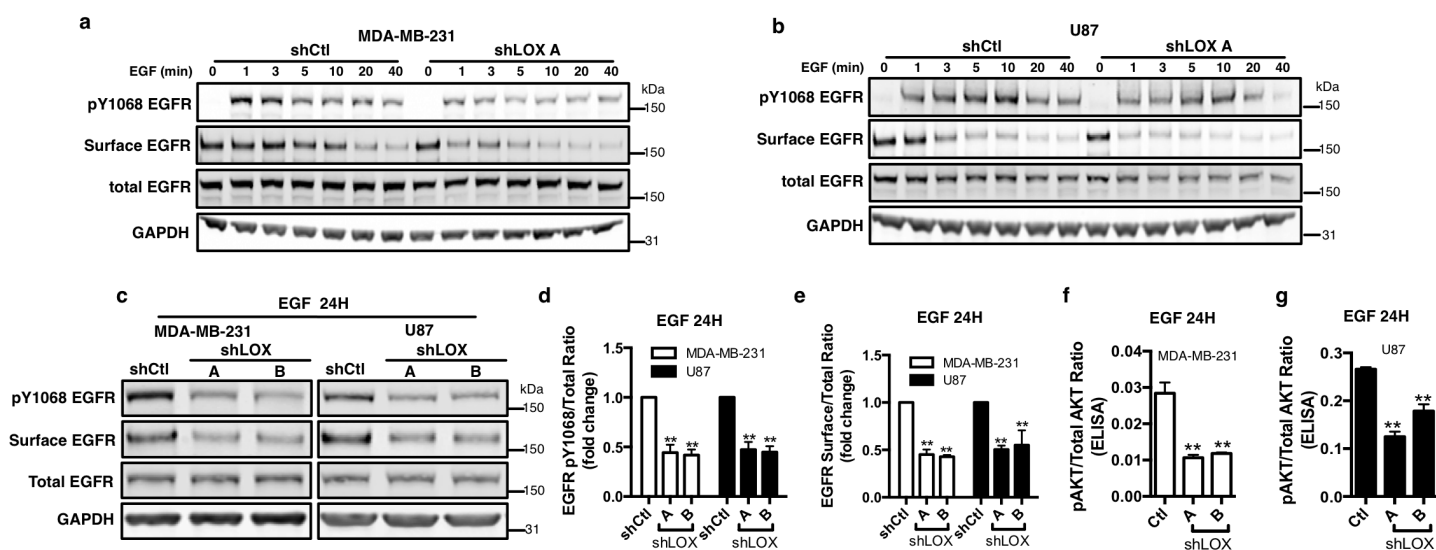 a
MDA-MB-231
shCtl shLOX A
EGF (min) 0 1 3 5 10 20 40 0 1 3 5 10 20 40
kDa
pY1068 EGFR 150
Surface EGFR 150
total EGFR 150
GAPDH 31
b
U87
shCtl shLOX A
EGF (min) 0 1 3 5 10 20 40 0 1 3 5 10 20 40
kDa
pY1068 EGFR 150
Surface EGFR 150
total EGFR 150
GAPDH 31
c
EGF 24H
MDA-MB-231 U87
shLOX shLOX
shCtl A B shCtl A B
kDa
pY1068 EGFR 150
Surface EGFR 150
Total EGFR 150
GAPDH 31
d
EGF 24H
EGFR pY1068/Total Ratio
(fold change)
1.5
1.0
0.5
0.0
MDA-MB-231
U87
** ** ** **
shCtl A B shCtl A B
shLOX shLOX
e
EGF 24H
EGFR Surface/Total Ratio
(fold change)
1.5
1.0
0.5
0.0
MDA-MB-231
U87
** ** ** **
shCtl A B shCtl A B
shLOX shLOX
f
EGF 24H
pAKT/Total AKT Ratio
(ELISA)
0.04
0.03
0.02
0.01
0.00
MDA-MB-231
** **
Ctl A B
shLOX
g
EGF 24H
pAKT/Total AKT Ratio
(ELISA)
0.3
0.2
0.1
0.0
U87
** **
Ctl A B
shLOX